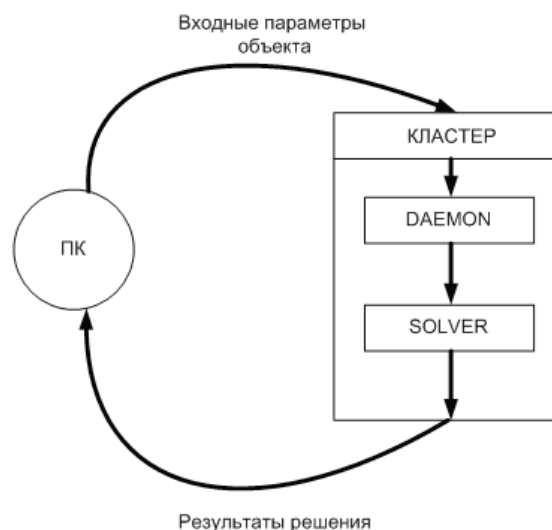 Входные параметры
объекта
КЛАСТЕР
DAEMON
ПК
SOLVER
Результаты решения